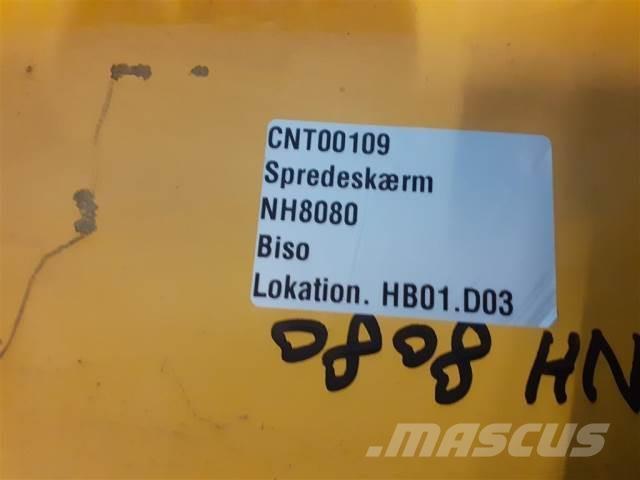 CNT00109
Spredeskærm
NH8080
Biso
Lokation. HB01.D03
NH 8080
MASCUS